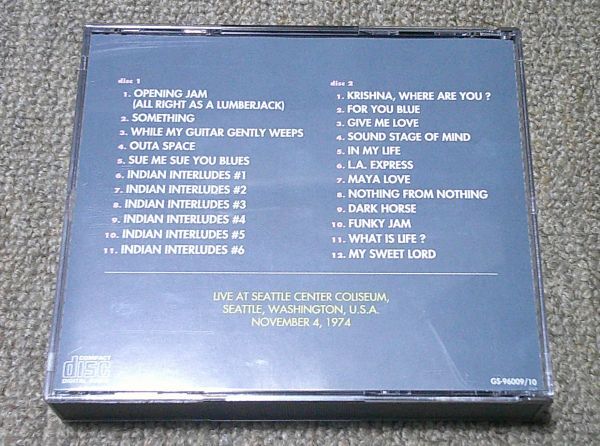 disc 1
1. OPENING JAM
(ALL RIGHT AS A LUMBERJACK)
2. SOMETHING
3. WHILE MY GUITAR GENTLY WEEPS
4. OUTA SPACE
5. SUE ME SUE YOU BLUES
6. INDIAN INTERLUDES #1
7. INDIAN INTERLUDES #2
8. INDIAN INTERLUDES #3
9. INDIAN INTERLUDES #4
10. INDIAN INTERLUDES #5
11. INDIAN INTERLUDES #6
disc 2
1. KRISHNA, WHERE ARE YOU ?
2. FOR YOU BLUE
3. GIVE ME LOVE
4. SOUND STAGE OF MIND
5. IN MY LIFE
6. L.A. EXPRESS
7. MAYA LOVE
8. NOTHING FROM NOTHING
9. DARK HORSE
10. FUNKY JAM
11. WHAT IS LIFE ?
12. MY SWEET LORD
LIVE AT SEATTLE CENTER COLISEUM,
SEATTLE, WASHINGTON, U.S.A.
NOVEMBER 4, 1974
COMPACT
disc
DIGITAL AUDIO
GS-96009/10